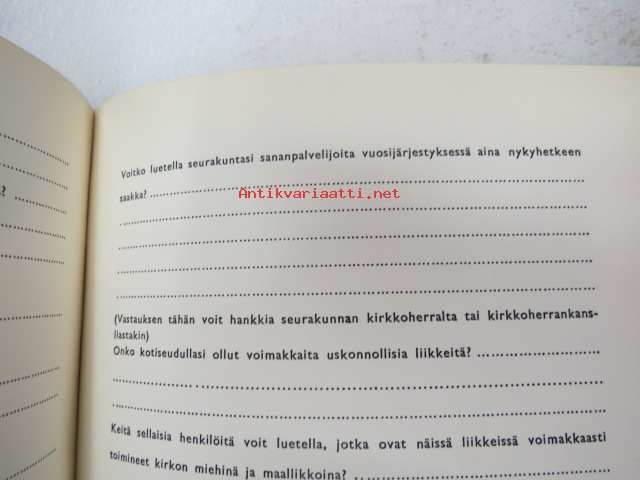 Voitko luetella seurakuntasi sananpalvelijoita vuosijärjestyksessä aina nykyhetkeen
saakka? ................................................................
Antikvariaatti.net
................................................................
................................................................
................................................................
................................................................
(Vastauksen tähän voit hankkia seurakunnan kirkkoherralta tai kirkkoherrankans-
liastakin)
Onko kotiseudullasi ollut voimakkaita uskonnollisia liikkeitä? ......................
................................................................
................................................................
Keitä sellaisia henkilöitä voit luetella, jotka ovat näissä liikkeissä voimakkaasti
toimineet kirkon miehinä ja maallikkoina? ........................................